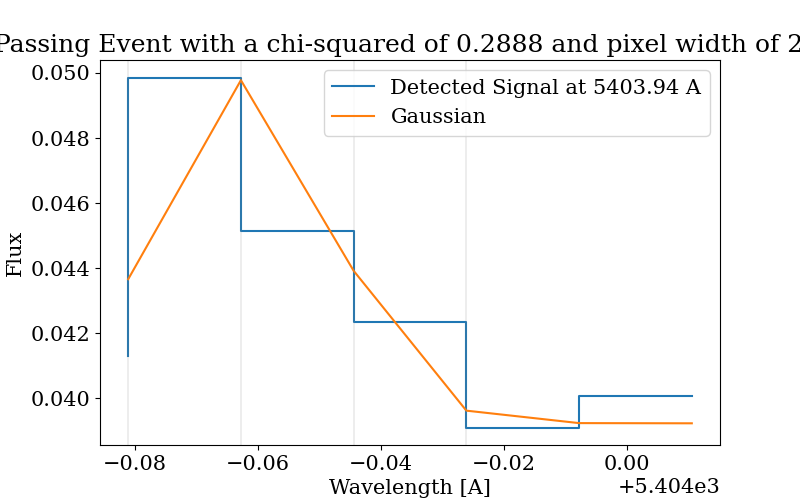 Passing Event with a chi-squared of 0.2888 and pixel width of 2
Detected Signal at 5403.94 A
Gaussian
0.050
0.048
0.046
0.044
0.042
0.040
Flux
−0.08
−0.06
−0.04
−0.02
0.00
+5.404e3
Wavelength [A]